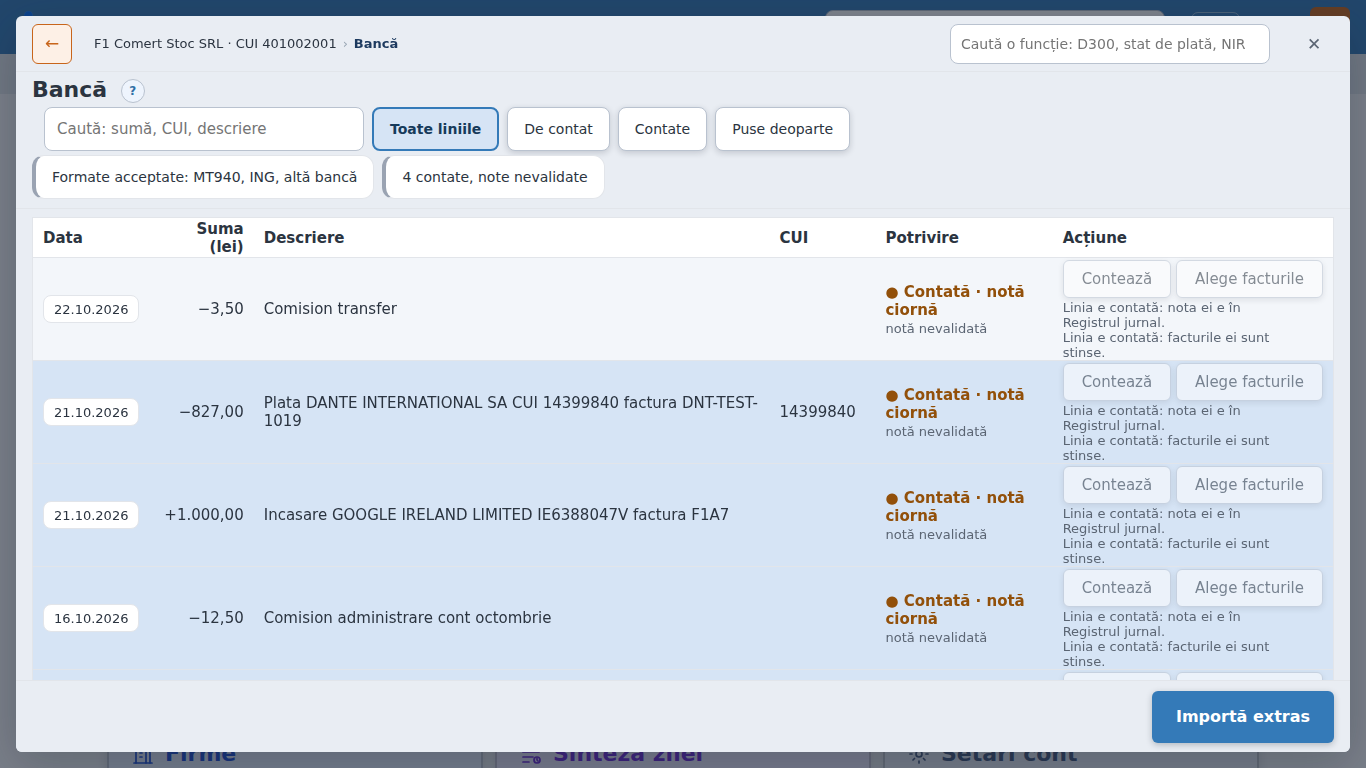 ←
F1 Comert Stoc SRL · CUI 401002001 › Bancă
Caută o funcție: D300, stat de plată, NIR
✕
Bancă
?
Caută: sumă, CUI, descriere
Toate liniile
De contat
Contate
Puse deoparte
Formate acceptate: MT940, ING, altă bancă
4 contate, note nevalidate
Data
Suma
(lei)
Descriere
CUI
Potrivire
Acțiune
22.10.2026
−3,50
Comision transfer
● Contată · notă
ciornă
notă nevalidată
Contează
Alege facturile
Linia e contată: nota ei e în
Registrul jurnal.
Linia e contată: facturile ei sunt
stinse.
21.10.2026
−827,00
Plata DANTE INTERNATIONAL SA CUI 14399840 factura DNT-TEST-
1019
14399840
● Contată · notă
ciornă
notă nevalidată
Contează
Alege facturile
Linia e contată: nota ei e în
Registrul jurnal.
Linia e contată: facturile ei sunt
stinse.
21.10.2026
+1.000,00
Incasare GOOGLE IRELAND LIMITED IE6388047V factura F1A7
● Contată · notă
ciornă
notă nevalidată
Contează
Alege facturile
Linia e contată: nota ei e în
Registrul jurnal.
Linia e contată: facturile ei sunt
stinse.
16.10.2026
−12,50
Comision administrare cont octombrie
● Contată · notă
ciornă
notă nevalidată
Contează
Alege facturile
Linia e contată: nota ei e în
Registrul jurnal.
Linia e contată: facturile ei sunt
stinse.
Importă extras
Firme
Sinteza zilei
Setări cont